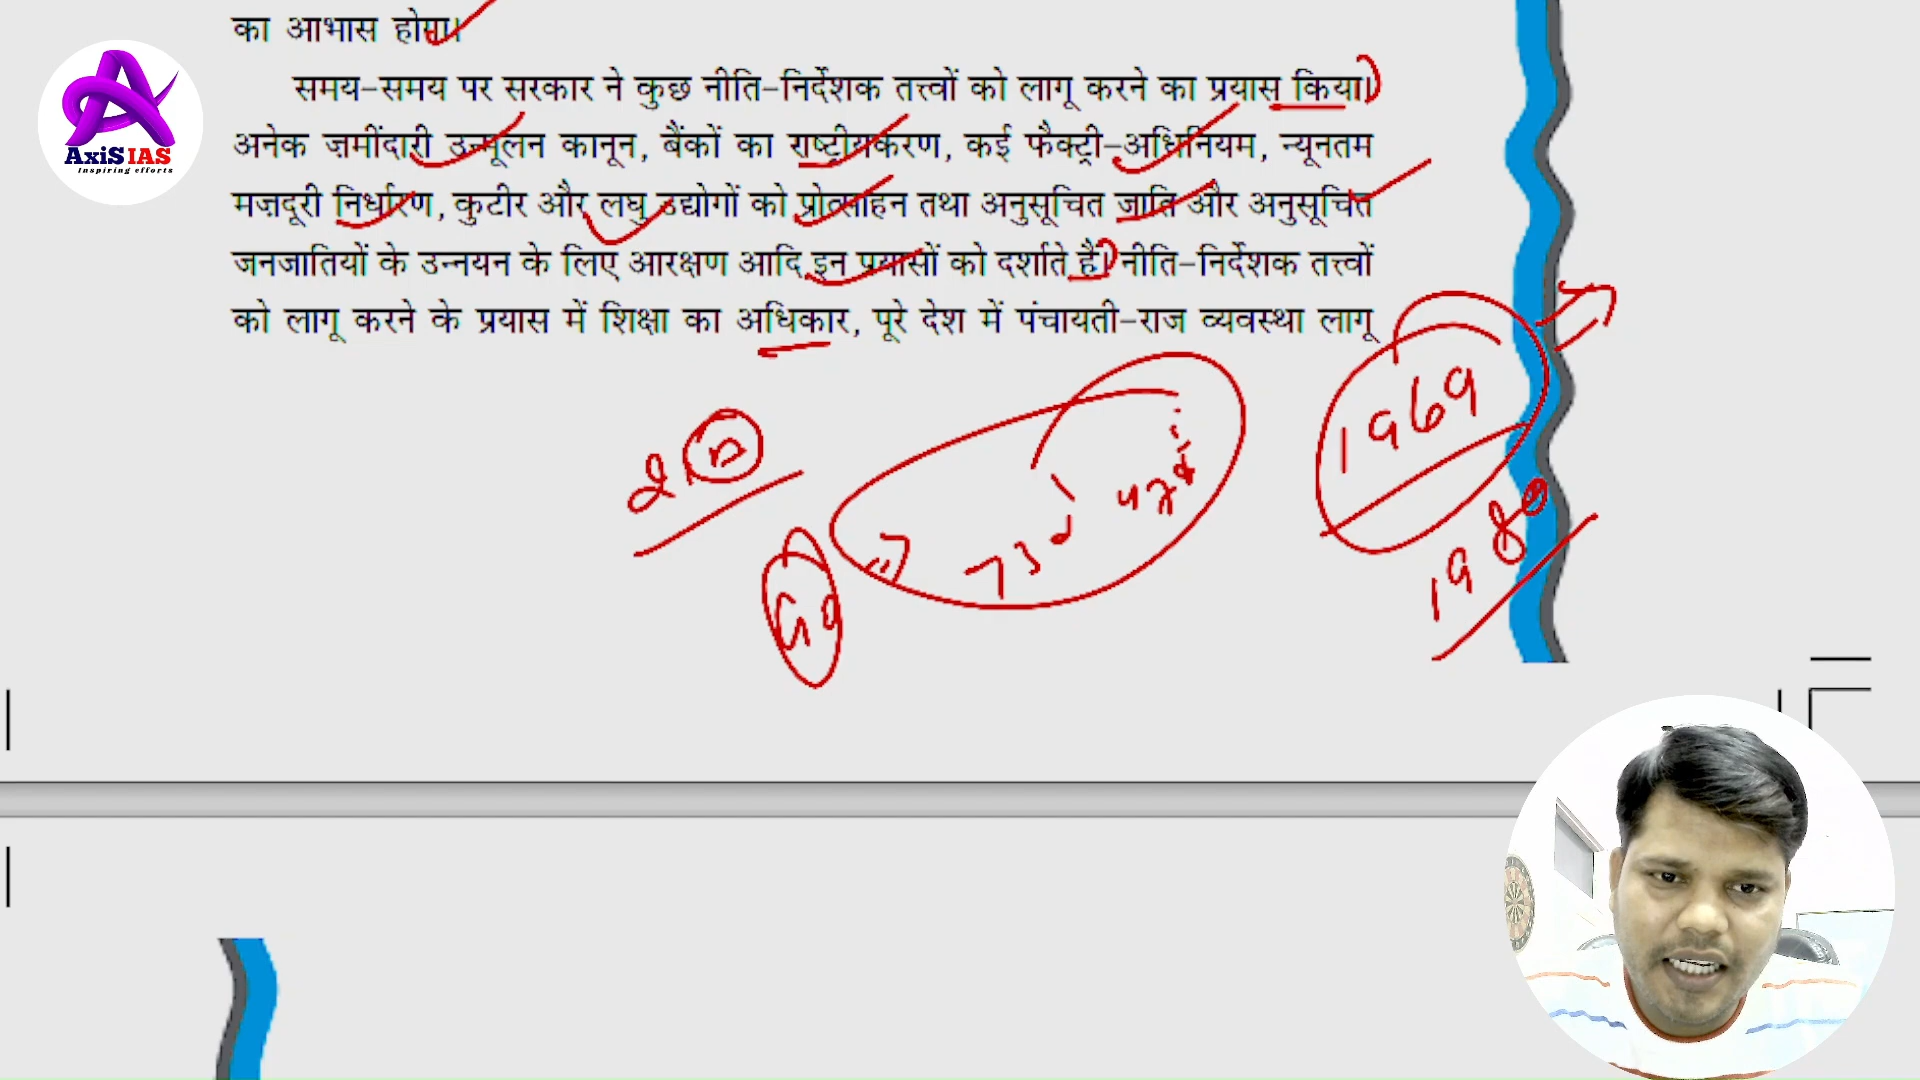 का आभास होगा।
समय-समय पर सरकार ने कुछ नीति-निर्देशक तत्त्वों को लागू करने का प्रयास किया।
अनेक ज़मींदारी उन्मूलन कानून, बैंकों का राष्ट्रीयकरण, कई फैक्ट्री-अधिनियम, न्यूनतम
मज़दूरी निर्धारण, कुटीर और लघु उद्योगों को प्रोत्साहन तथा अनुसूचित जाति और अनुसूचित
जनजातियों के उन्नयन के लिए आरक्षण आदि इन प्रयासों को दर्शाते हैं। नीति-निर्देशक तत्त्वों
को लागू करने के प्रयास में शिक्षा का अधिकार, पूरे देश में पंचायती-राज व्यवस्था लागू
1969
1980
73
AxiS IAS
Inspiring efforts